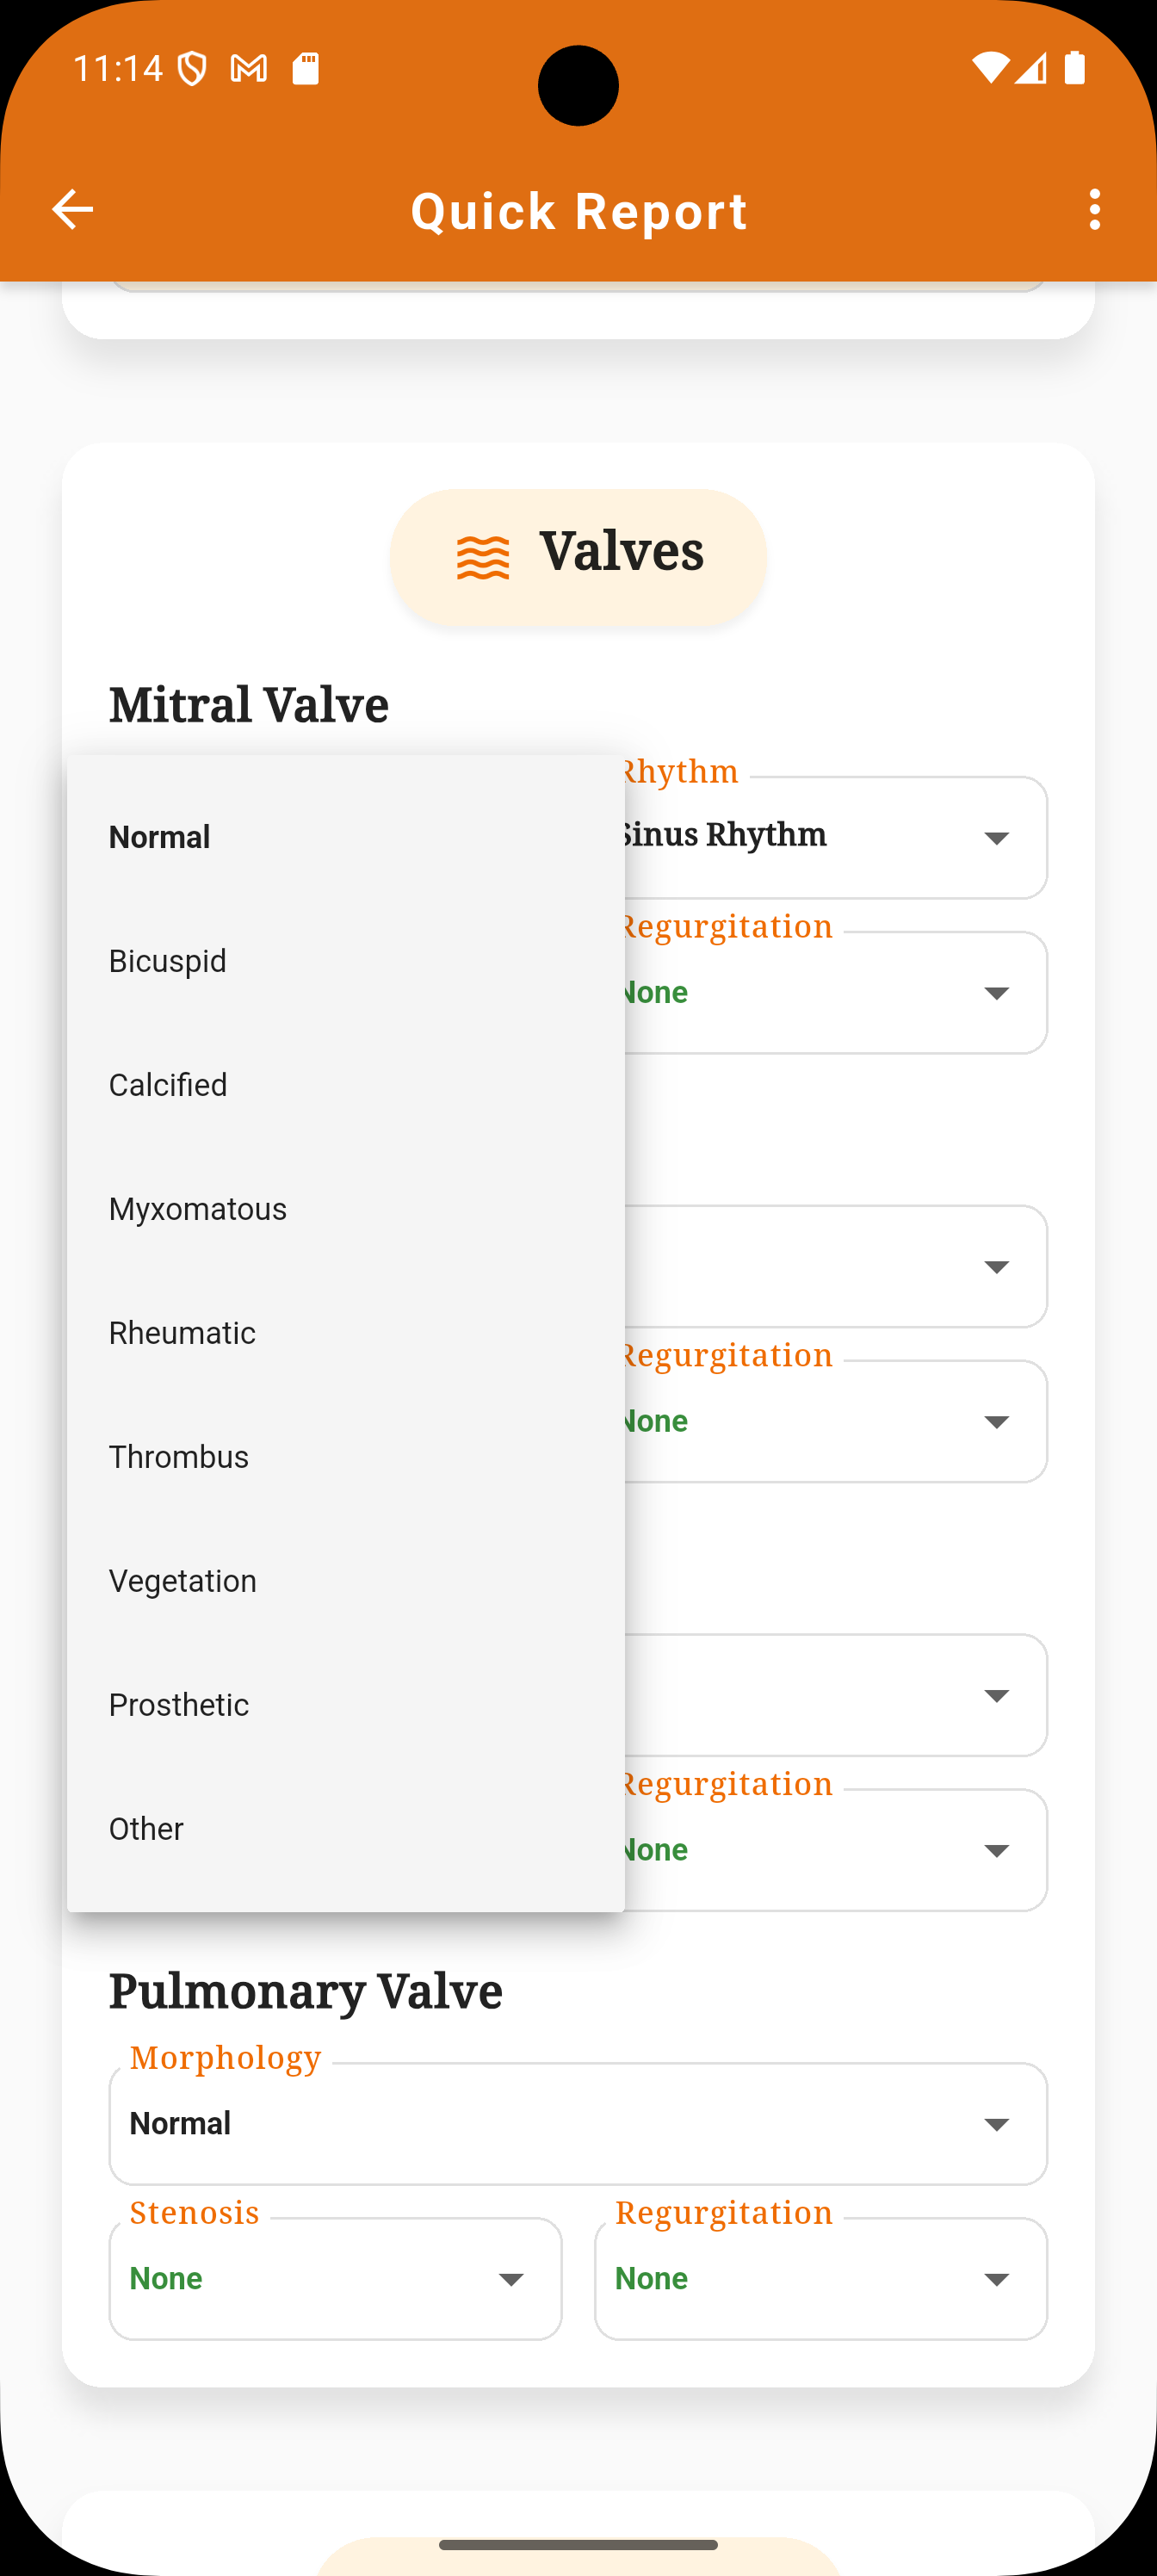 11:14
Quick Report
Valves
Mitral Valve
Rhythm
Normal
Sinus Rhythm
Regurgitation
Bicuspid
None
Calcified
Myxomatous
Rheumatic
Regurgitation
None
Thrombus
Vegetation
Prosthetic
Regurgitation
Other
None
Pulmonary Valve
Morphology
Normal
Stenosis
Regurgitation
None
None